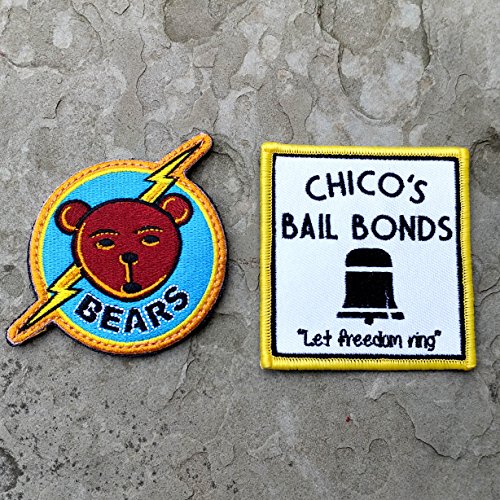 BEARS
CHICO'S
BAIL BONDS
"Let freedom ring"